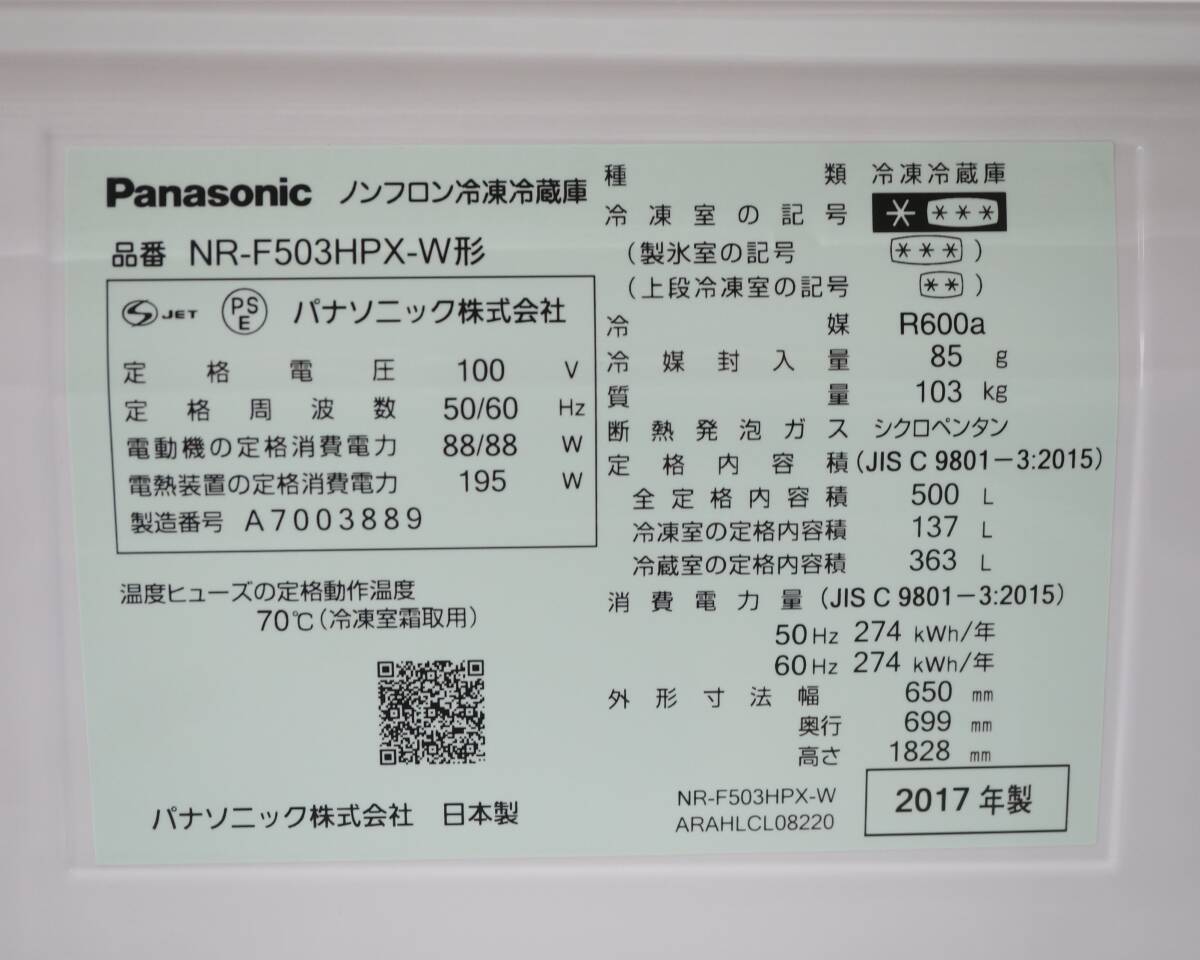 Panasonic ノンフロン冷凍冷蔵庫
品番 NR-F503HPX-W形
S JET PSE パナソニック株式会社
定格電圧 100 V
定格周波数 50/60 Hz
電動機の定格消費電力 88/88 W
電熱装置の定格消費電力 195 W
製造番号 A7003889
温度ヒューズの定格動作温度
70℃(冷凍室霜取用)
パナソニック株式会社 日本製
種類 冷凍冷蔵庫
冷凍室の記号 * ***
(製氷室の記号 *** )
(上段冷凍室の記号 ** )
冷媒 R600a
冷媒封入量 85 g
質量 103 kg
断熱発泡ガス シクロペンタン
定格内容積(JIS C 9801-3:2015)
全定格内容積 500 L
冷凍室の定格内容積 137 L
冷蔵室の定格内容積 363 L
消費電力量(JIS C 9801-3:2015)
50Hz 274 kWh/年
60Hz 274 kWh/年
外形寸法幅 650 mm
奥行 699 mm
高さ 1828 mm
NR-F503HPX-W
ARAHLCL08220
2017年製